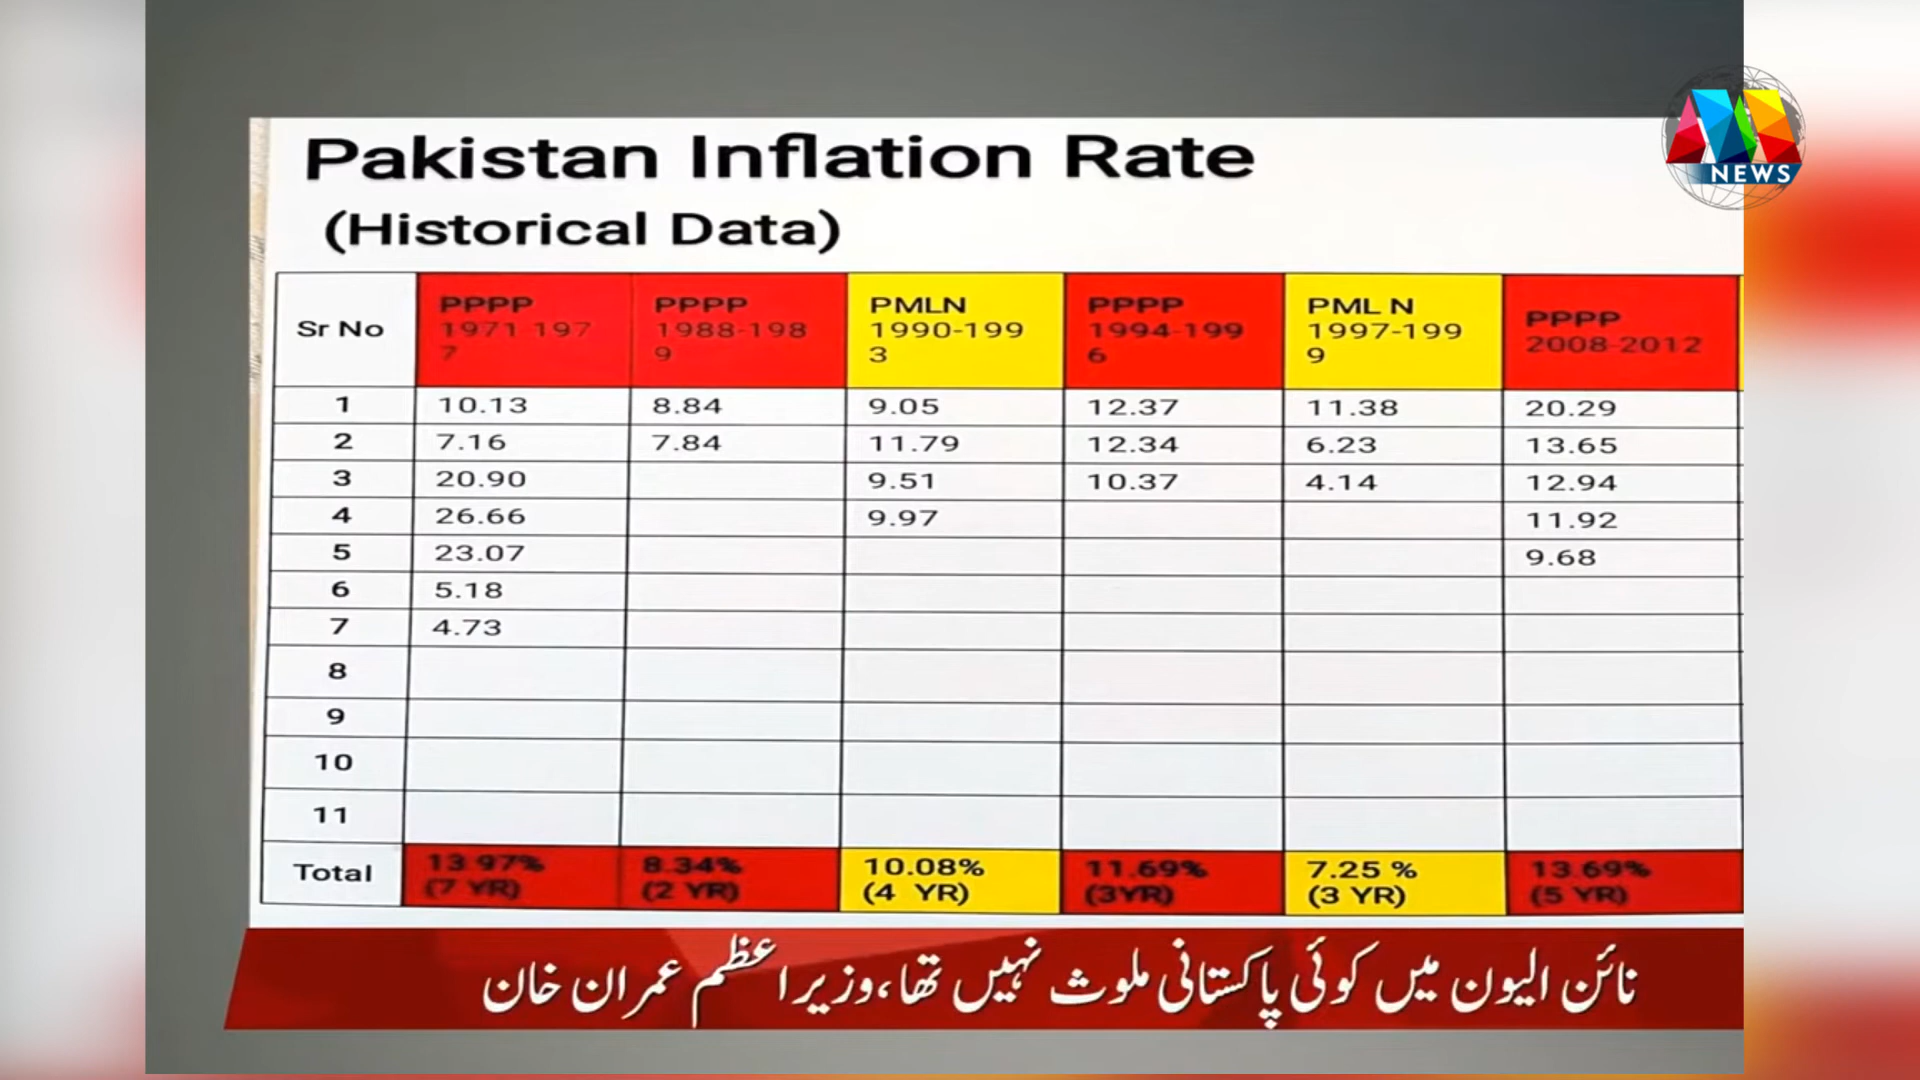 NEWS
Pakistan Inflation Rate
(Historical Data)
Sr No PPPP 1971 197 7 PPPP 1988-198 9 PMLN 1990-199 3 PPPP 1994-199 6 PML N 1997-199 9 PPPP 2008-2012
1 10.13 8.84 9.05 12.37 11.38 20.29
2 7.16 7.84 11.79 12.34 6.23 13.65
3 20.90 9.51 10.37 4.14 12.94
4 26.66 9.97 11.92
5 23.07 9.68
6 5.18
7 4.73
8
9
10
11
Total 13.97% (7 YR) 8.34% (2 YR) 10.08% (4 YR) 11.69% (3YR) 7.25 % (3 YR) 13.69% (5 YR)
نائن الیون میں کوئی پاکستانی ملوث نہیں تھا،وزیراعظم عمران خان